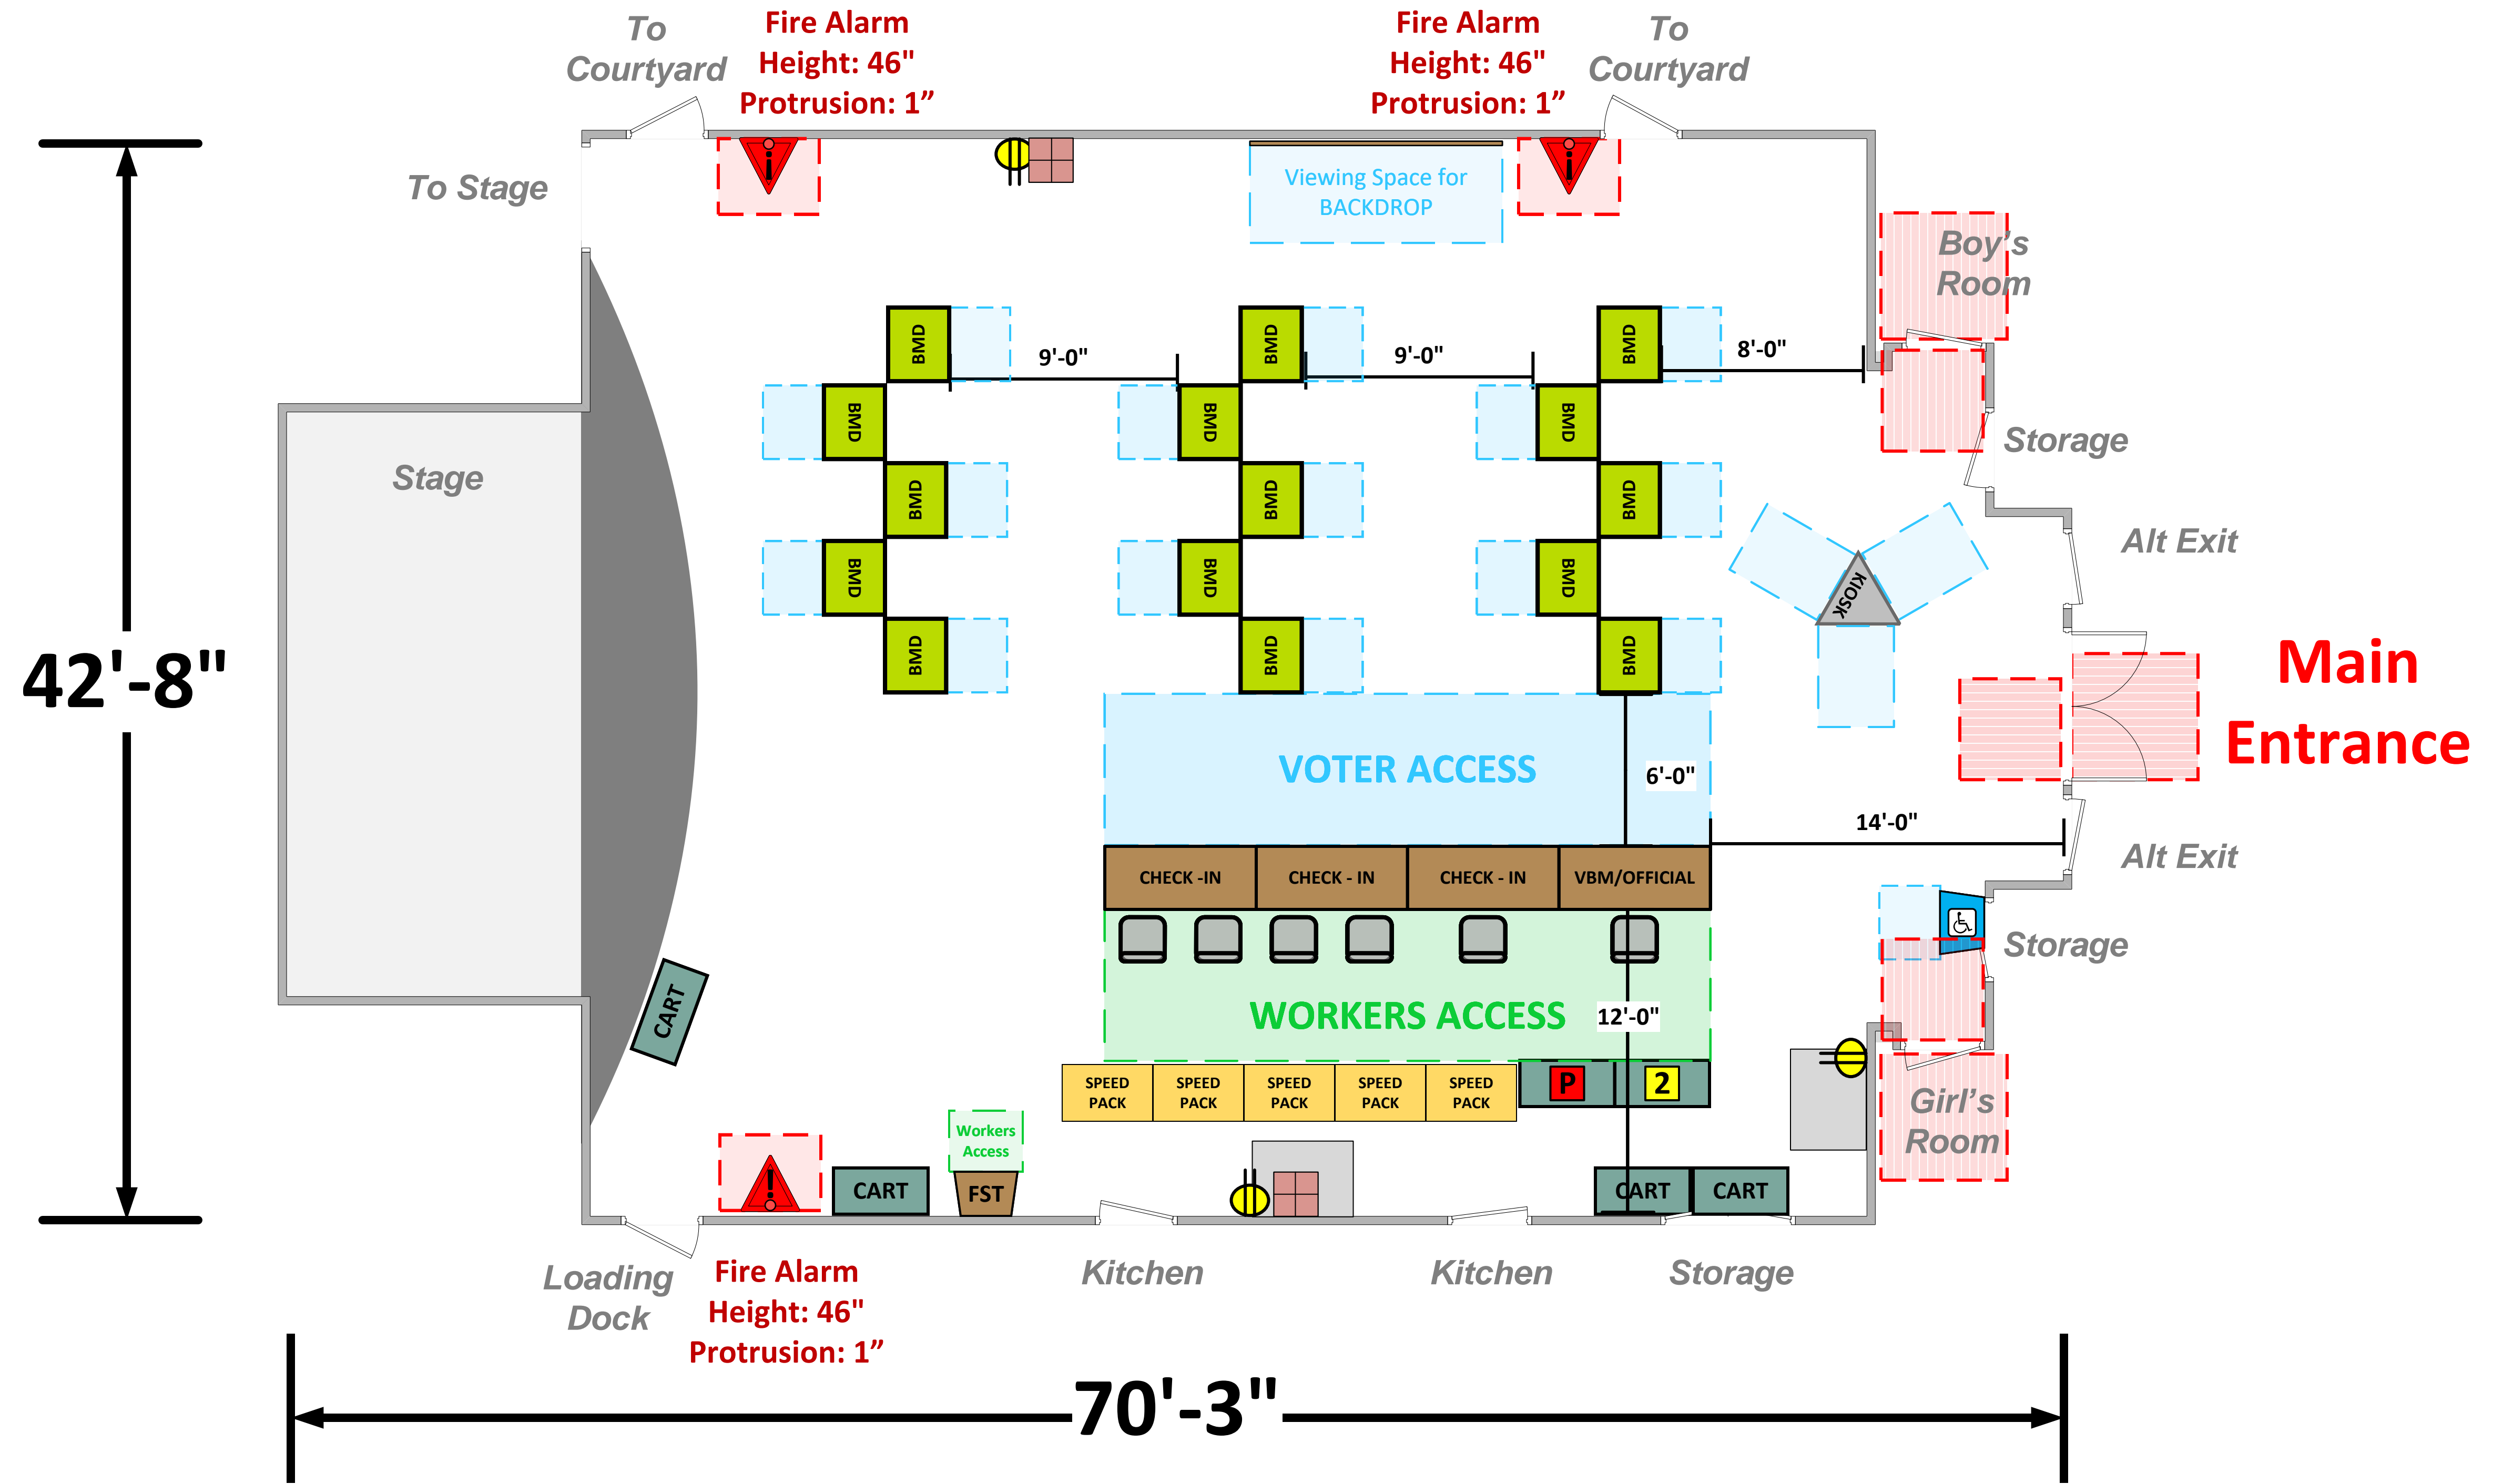 To
Courtyard
Fire Alarm
Height: 46"
Protrusion: 1”
Fire Alarm
Height: 46"
Protrusion: 1”
To
Courtyard
To Stage
Viewing Space for
BACKDROP
Boy's
Room
BMD
BMD
BMD
9'-0"
9'-0"
8'-0"
BMD
BMD
BMD
Storage
Stage
BMD
BMD
BMD
Alt Exit
BMD
BMD
BMD
KIOSK
BMD
BMD
BMD
42'-8"
Main
Entrance
VOTER ACCESS
6'-0"
14'-0"
Alt Exit
CHECK -IN
CHECK - IN
CHECK - IN
VBM/OFFICIAL
Storage
CART
WORKERS ACCESS
12'-0"
SPEED
PACK
SPEED
PACK
SPEED
PACK
SPEED
PACK
SPEED
PACK
P
2
Girl's
Room
Workers
Access
CART
FST
CART
CART
Loading
Dock
Fire Alarm
Height: 46"
Protrusion: 1”
Kitchen
Kitchen
Storage
70'-3"